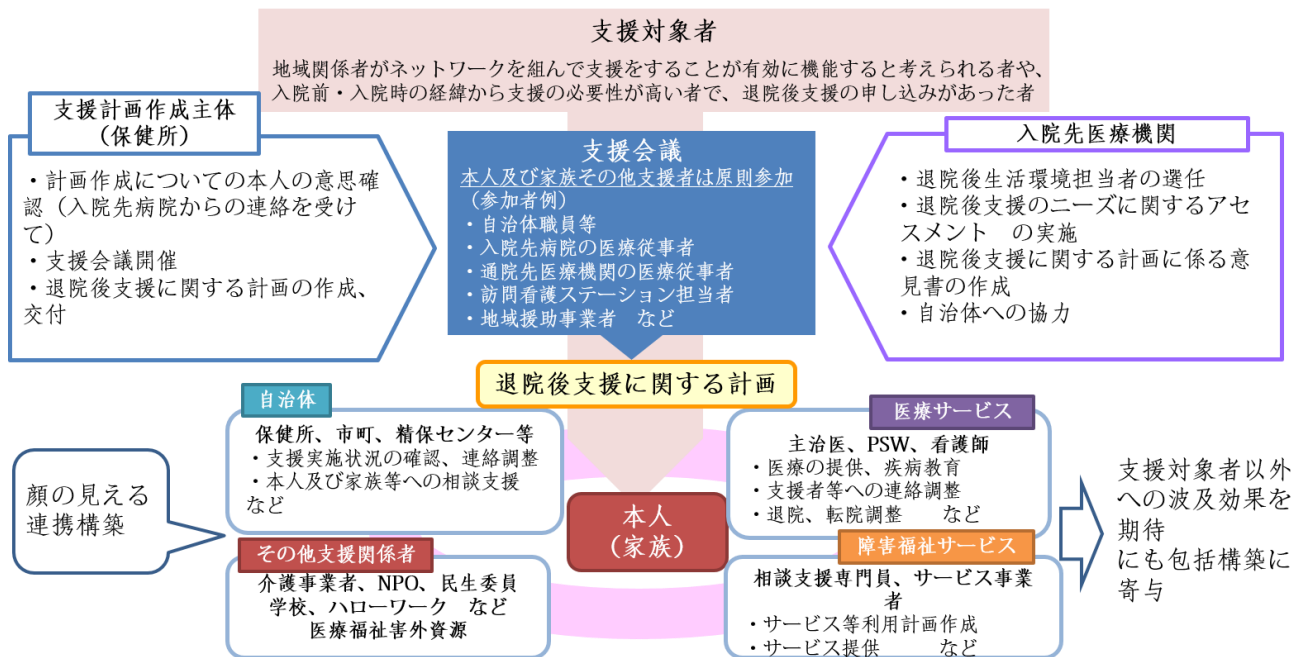 支援対象者
地域関係者がネットワークを組んで支援をすることが有効に機能すると考えられる者や、
入院前・入院時の経緯から支援の必要性が高い者で、退院後支援の申し込みがあった者
支援計画作成主体
（保健所）
・計画作成についての本人の意思確
認（入院先病院からの連絡を受け
て）
・支援会議開催
・退院後支援に関する計画の作成、
交付
支援会議
本人及び家族その他支援者は原則参加
（参加者例）
・自治体職員等
・入院先病院の医療従事者
・通院先医療機関の医療従事者
・訪問看護ステーション担当者
・地域援助事業者　など
入院先医療機関
・退院後生活環境担当者の選任
・退院後支援のニーズに関するアセ
スメント　の実施
・退院後支援に関する計画に係る意
見書の作成
・自治体への協力
退院後支援に関する計画
自治体
保健所、市町、精保センター等
・支援実施状況の確認、連絡調整
・本人及び家族等への相談支援
など
医療サービス
主治医、PSW、看護師
・医療の提供、疾病教育
・支援者等への連絡調整
・退院、転院調整　　など
顔の見える
連携構築
本人
（家族）
支援対象者以外
への波及効果を
期待
にも包括構築に
寄与
その他支援関係者
介護事業者、NPO、民生委員
学校、ハローワーク　など
医療福祉害外資源
障害福祉サービス
相談支援専門員、サービス事業
者
・サービス等利用計画作成
・サービス提供　　　など